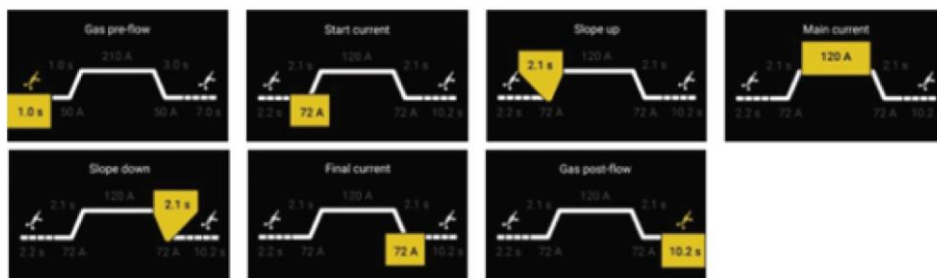 Gas pre-flow
210 A
1.0 s 3.0 s
1.0 s 50 A 50 A 7.0 s
Start current
120 A
2.1 s 2.1 s
2.2 s 72 A 72 A 10.2 s
Slope up
120 A
2.1 s 2.1 s
2.2 s 72 A 72 A 10.2 s
Main current
120 A
2.1 s 2.1 s
2.2 s 72 A 72 A 10.2 s
Slope down
120 A
2.1 s 2.1 s
2.2 s 72 A 72 A 10.2 s
Final current
120 A
2.1 s 2.1 s
2.2 s 72 A 72 A 10.2 s
Gas post-flow
120 A
2.1 s 2.1 s
2.2 s 72 A 72 A 10.2 s